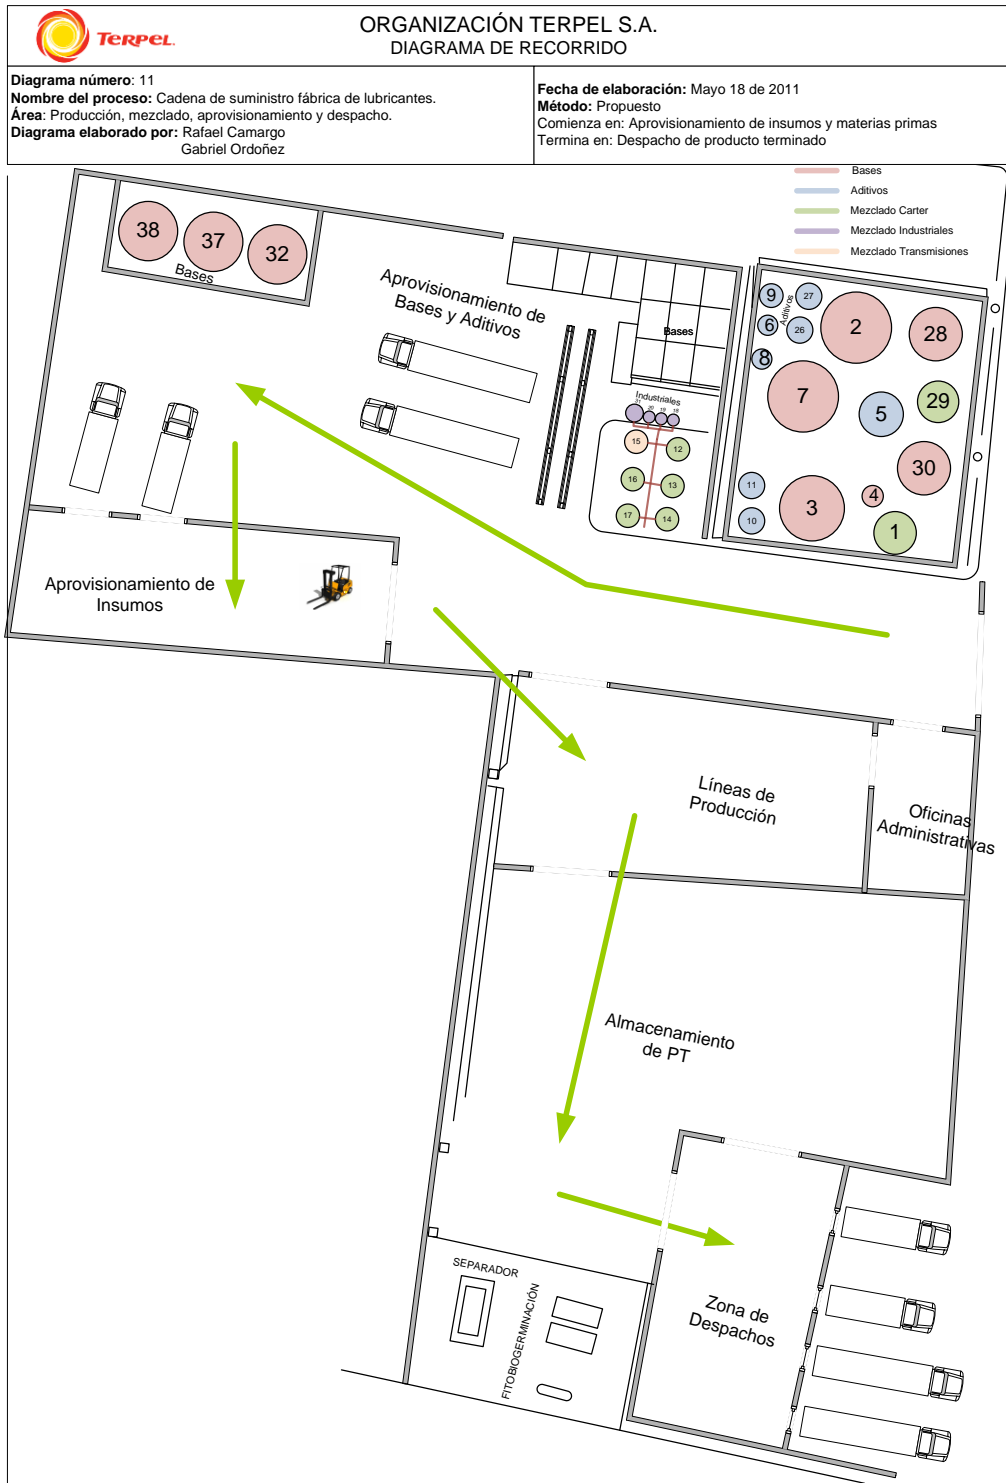 TERPEL
ORGANIZACIÓN TERPEL S.A.
DIAGRAMA DE RECORRIDO
Diagrama número: 11
Nombre del proceso: Cadena de suministro fábrica de lubricantes.
Área: Producción, mezclado, aprovisionamiento y despacho.
Diagrama elaborado por: Rafael Camargo
Gabriel Ordoñez
Fecha de elaboración: Mayo 18 de 2011
Método: Propuesto
Comienza en: Aprovisionamiento de insumos y materias primas
Termina en: Despacho de producto terminado
Bases
Aditivos
Mezclado Carter
Mezclado Industriales
Mezclado Transmisiones
38
37
32
Bases
Aprovisionamiento de
Bases y Aditivos
Bases
Industriales
21
20
19
18
15
12
16
13
17
14
9
27
Aditivos
6
26
8
2
28
7
5
29
30
11
4
10
3
1
Aprovisionamiento de
Insumos
Líneas de
Producción
Oficinas
Administrativas
Almacenamiento
de PT
SEPARADOR
FITOBIOGERMINACIÓN
Zona de
Despachos